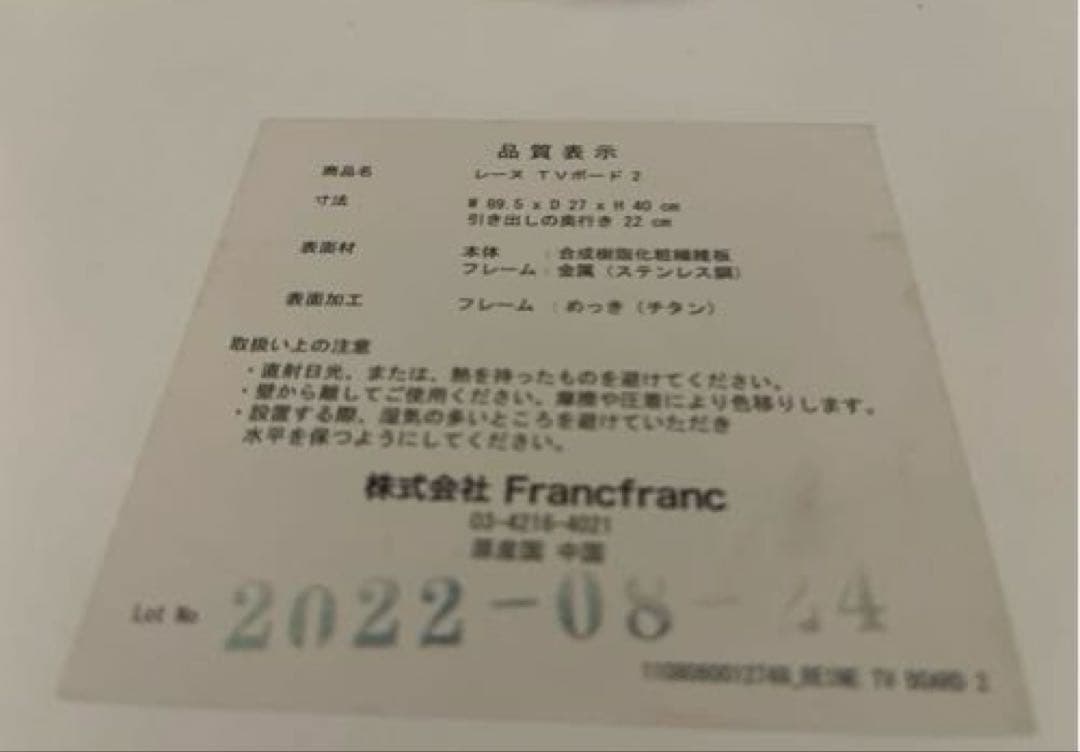 品質表示
商品名 レーヌ TVボード 2
寸法 W 89.5 x D 27 x H 40 cm
引き出しの奥行き 22 cm
表面材 本体 : 合成樹脂化粧繊維板
フレーム : 金属 (ステンレス鋼)
表面加工 フレーム : めっき (チタン)
取扱い上の注意
・直射日光、または、熱を持ったものを避けてください。
・壁から離してご使用ください、摩擦や圧着により色移りします。
・設置する際、湿気の多いところを避けていただき
水平を保つようにしてください。
株式会社 Francfranc
03-4216-4021
原産国 中国
Lot No 2022-08-24
REINE TV BOARD 2